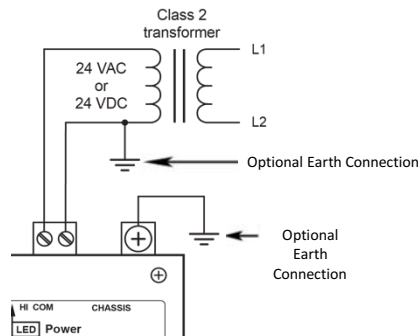 Class 2
transformer
L1
24 VAC
or
24 VDC
L2
Optional Earth Connection
Optional
Earth
Connection
HI COM CHASSIS
LED Power